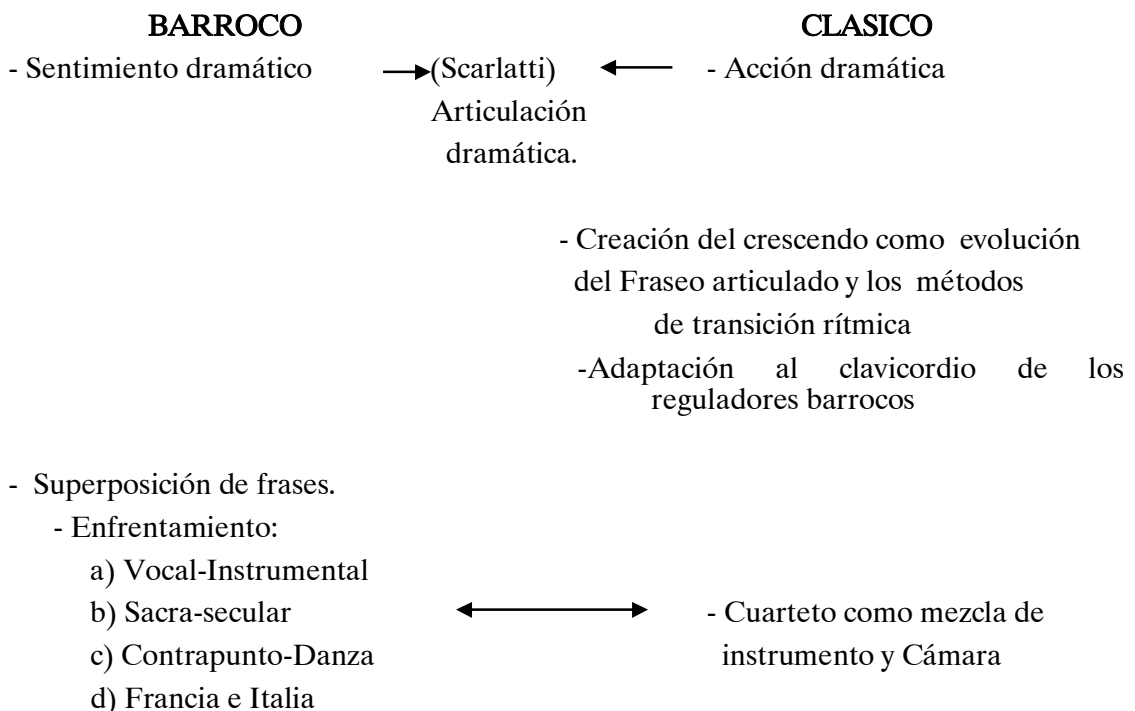 BARROCO CLASICO
- Sentimiento dramático (Scarlatti) - Acción dramática
Articulación
dramática.
- Creación del crescendo como evolución
del Fraseo articulado y los métodos
de transición rítmica
-Adaptación al clavicordio de los
reguladores barrocos
- Superposición de frases.
- Enfrentamiento:
a) Vocal-Instrumental
b) Sacra-secular - Cuarteto como mezcla de
c) Contrapunto-Danza instrumento y Cámara
d) Francia e Italia